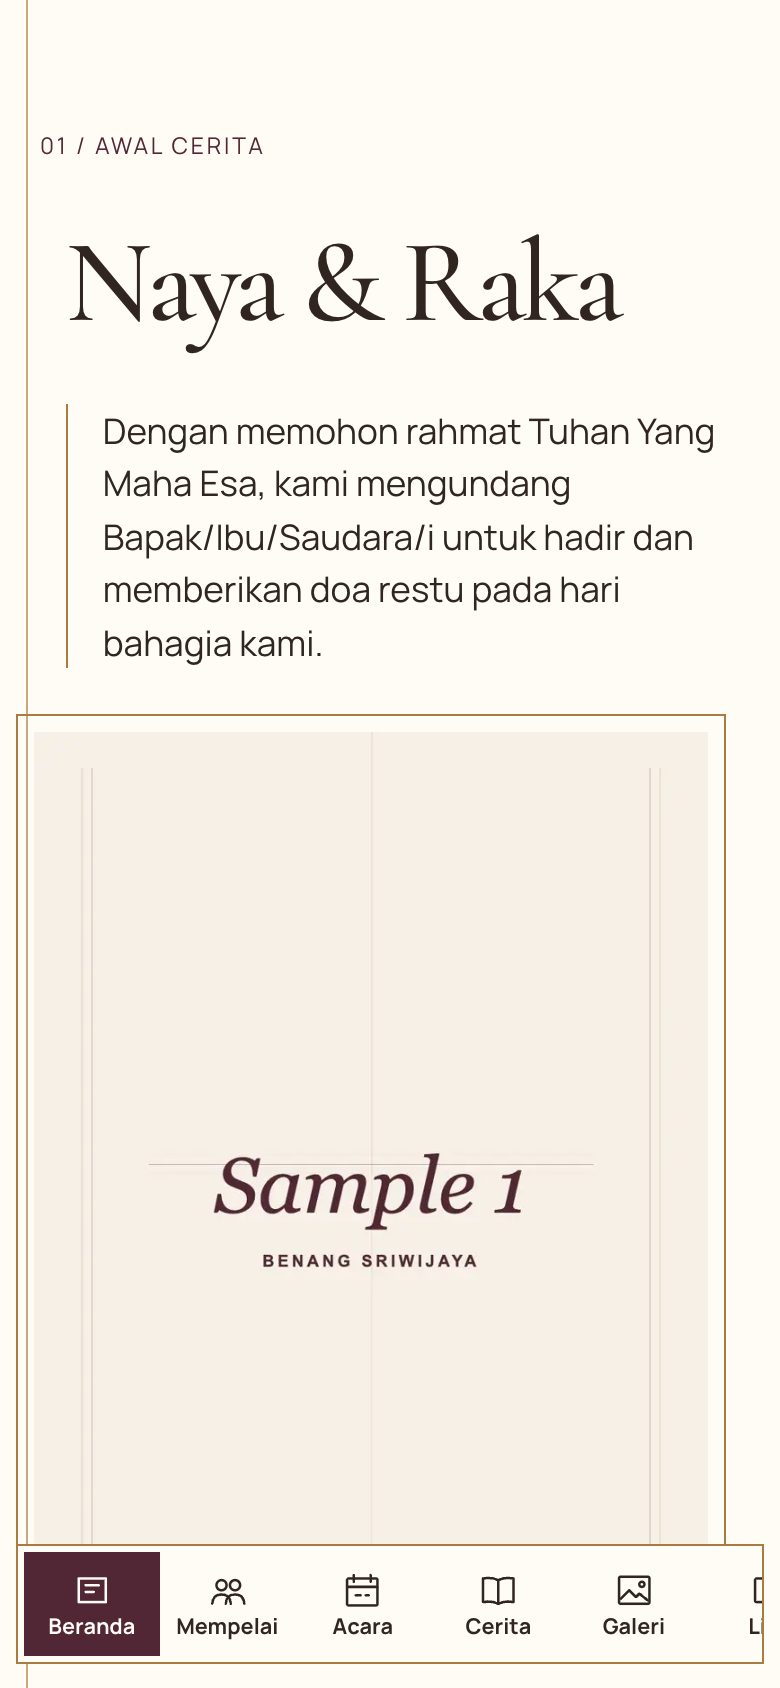 01 / AWAL CERITA
Naya & Raka
Dengan memohon rahmat Tuhan Yang
Maha Esa, kami mengundang
Bapak/Ibu/Saudara/i untuk hadir dan
memberikan doa restu pada hari
bahagia kami.
Sample 1
BENANG SRIWIJAYA
Beranda Mempelai Acara Cerita Galeri